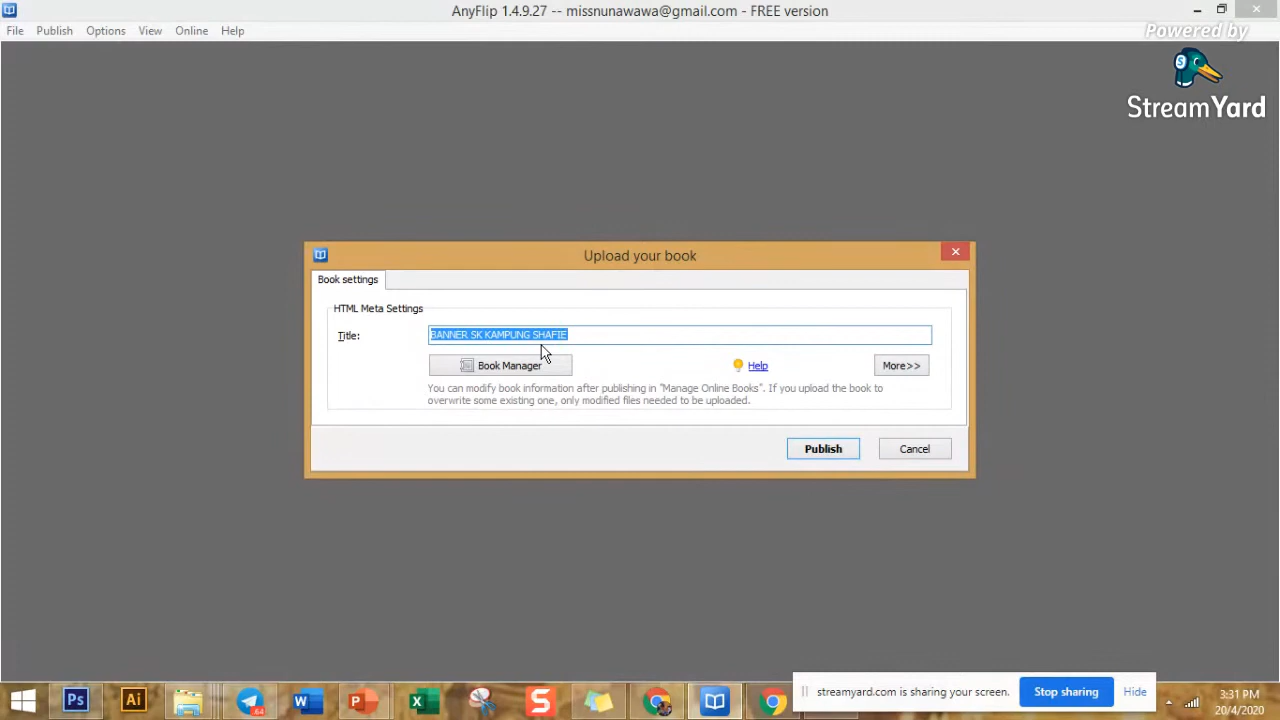 AnyFlip 1.4.9.27 -- missnunawawa@gmail.com - FREE version
File Publish Options View Online Help
Powered by
StreamYard
Upload your book
Book settings
HTML Meta Settings
Title: BANNER SK KAMPUNG SHAFIE
Book Manager Help More>>
You can modify book information after publishing in "Manage Online Books". If you upload the book to
overwrite some existing one, only modified files needed to be uploaded.
Publish Cancel
Ps Ai 64 W P X S
streamyard.com is sharing your screen. Stop sharing Hide
3:31 PM
20/4/2020